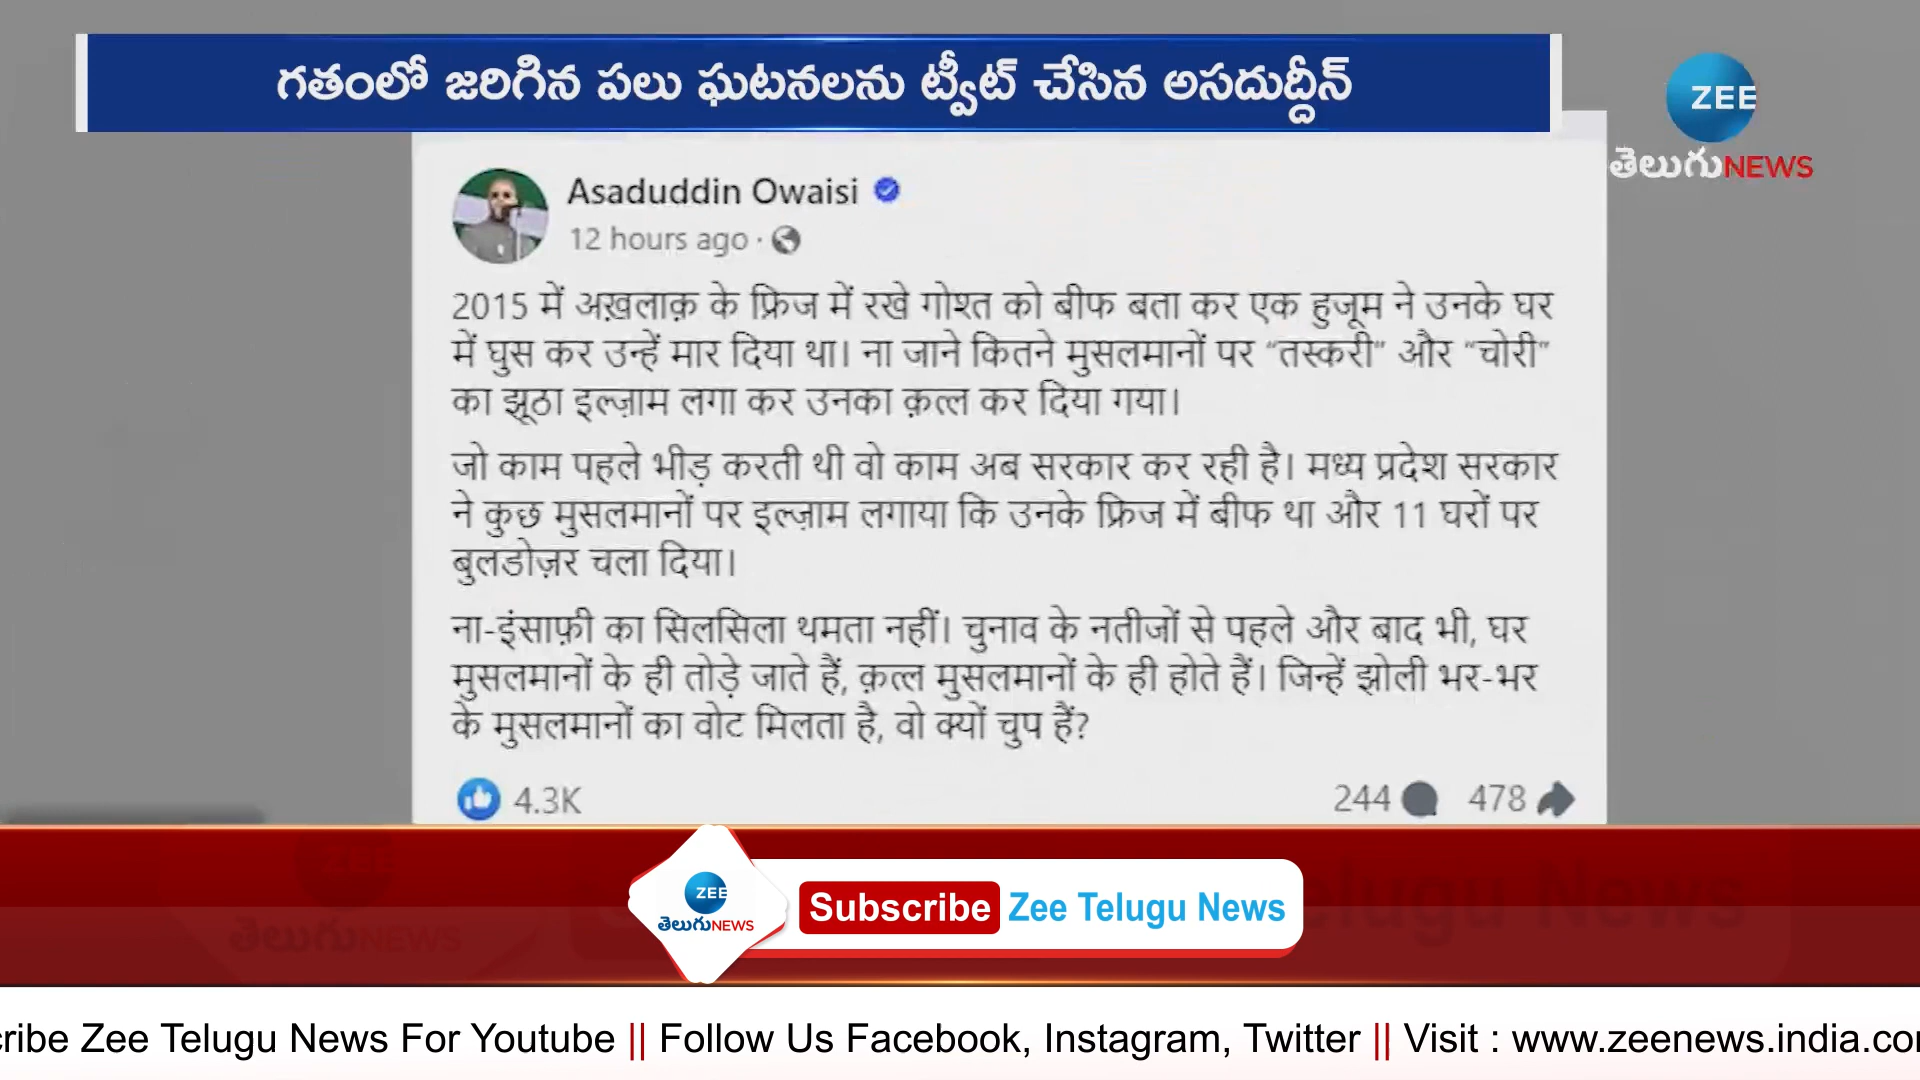 గతంలో జరిగిన పలు ఘటనలను ట్వీట్ చేసిన అసదుద్దీన్
ZEE
తెలుగు NEWS
Asaduddin Owaisi
12 hours ago ·
2015 में अख़लाक़ के फ्रिज में रखे गोश्त को बीफ बता कर एक हुजूम ने उनके घर
में घुस कर उन्हें मार दिया था। ना जाने कितने मुसलमानों पर “तस्करी” और “चोरी”
का झूठा इल्ज़ाम लगा कर उनका क़त्ल कर दिया गया।
जो काम पहले भीड़ करती थी वो काम अब सरकार कर रही है। मध्य प्रदेश सरकार
ने कुछ मुसलमानों पर इल्ज़ाम लगाया कि उनके फ्रिज में बीफ था और 11 घरों पर
बुलडोज़र चला दिया।
ना-इंसाफ़ी का सिलसिला थमता नहीं। चुनाव के नतीजों से पहले और बाद भी, घर
मुसलमानों के ही तोड़े जाते हैं, क़त्ल मुसलमानों के ही होते हैं। जिन्हें झोली भर-भर
के मुसलमानों का वोट मिलता है, वो क्यों चुप हैं?
4.3K 244 478
ZEE
తెలుగు NEWS
Subscribe Zee Telugu News
cribe Zee Telugu News For Youtube || Follow Us Facebook, Instagram, Twitter || Visit : www.zeenews.india.co